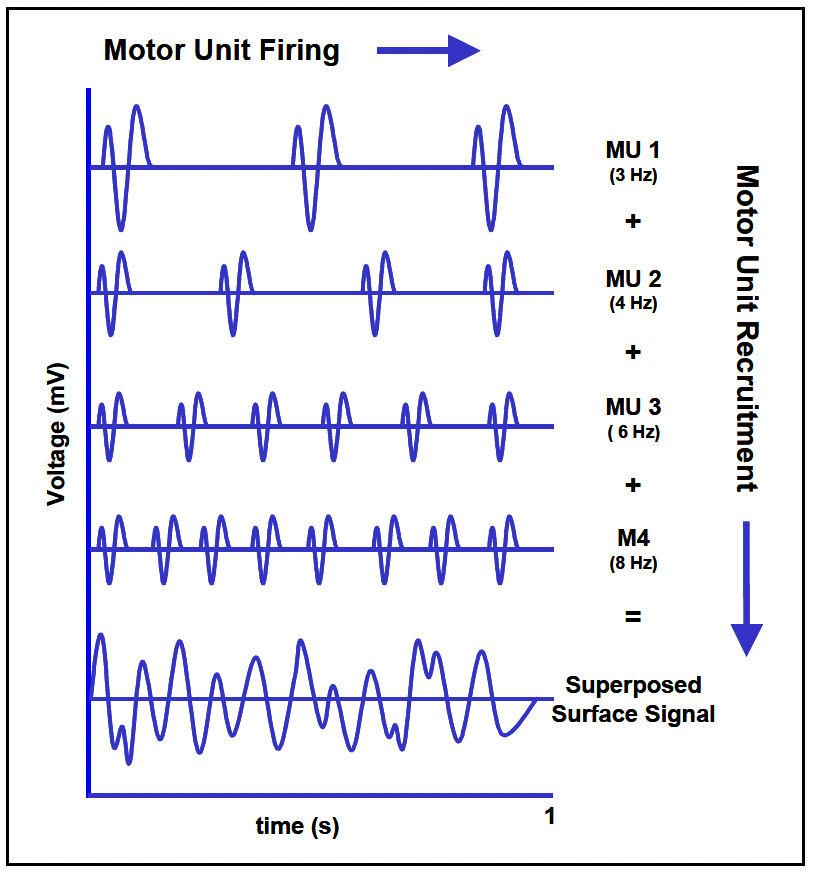 Motor Unit Firing
MU 1
(3 Hz)
+
MU 2
(4 Hz)
+
MU 3
( 6 Hz)
+
M4
(8 Hz)
=
Superposed
Surface Signal
Motor Unit Recruitment
Voltage (mV)
time (s)
1